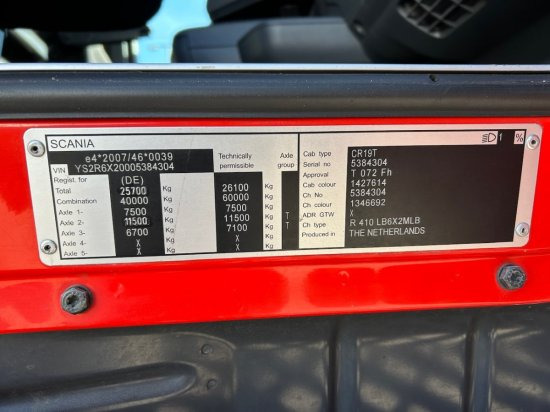 SCANIA
e4*2007/46*0039
VIN YS2R6X20005384304
Regist. for (DE) Technically permissible Axle group
Total 25700 Kg 26100 Kg
Combination 40000 Kg 60000 Kg
Axle 1- 7500 Kg 7500 Kg
Axle 2- 11500 Kg 11500 Kg T
Axle 3- 6700 Kg 7100 Kg T
Axle 4- X Kg X Kg
Axle 5- X Kg X Kg
1 %
Cab type CR19T
Serial no 5384304
Approval T 072 Fh
Cab colour 1427614
Ch No 5384304
Ch colour 1346692
ADR GTW X
Ch type R 410 LB6X2MLB
Produced in THE NETHERLANDS